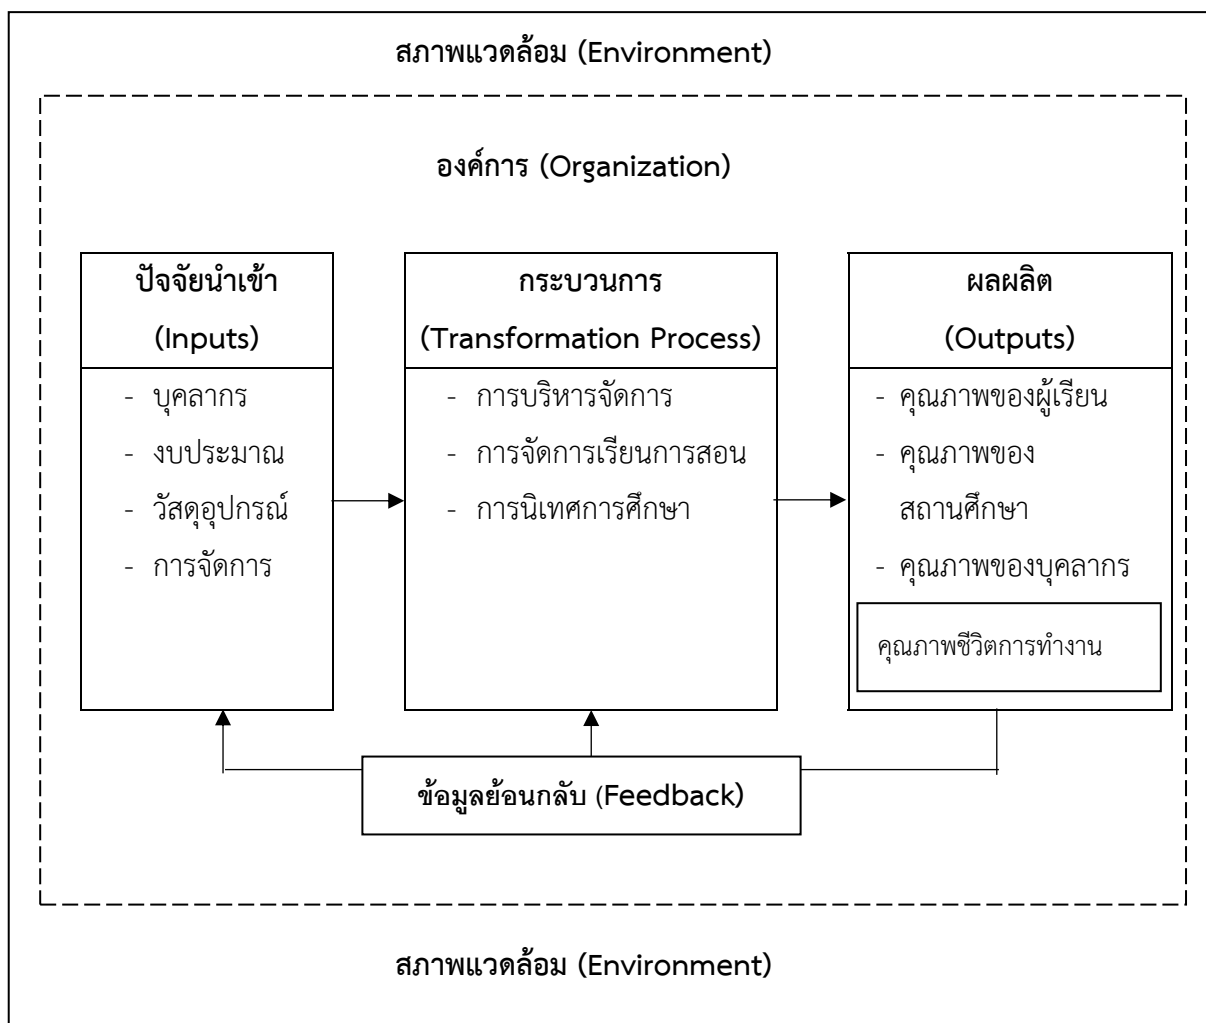 สภาพแวดล้อม (Environment)
องค์การ (Organization)
ปัจจัยนำเข้า
(Inputs)
- บุคลากร
- งบประมาณ
- วัสดุอุปกรณ์
- การจัดการ
กระบวนการ
(Transformation Process)
- การบริหารจัดการ
- การจัดการเรียนการสอน
- การนิเทศการศึกษา
ผลผลิต
(Outputs)
- คุณภาพของผู้เรียน
- คุณภาพของ
สถานศึกษา
- คุณภาพของบุคลากร
คุณภาพชีวิตการทำงาน
ข้อมูลย้อนกลับ (Feedback)
สภาพแวดล้อม (Environment)